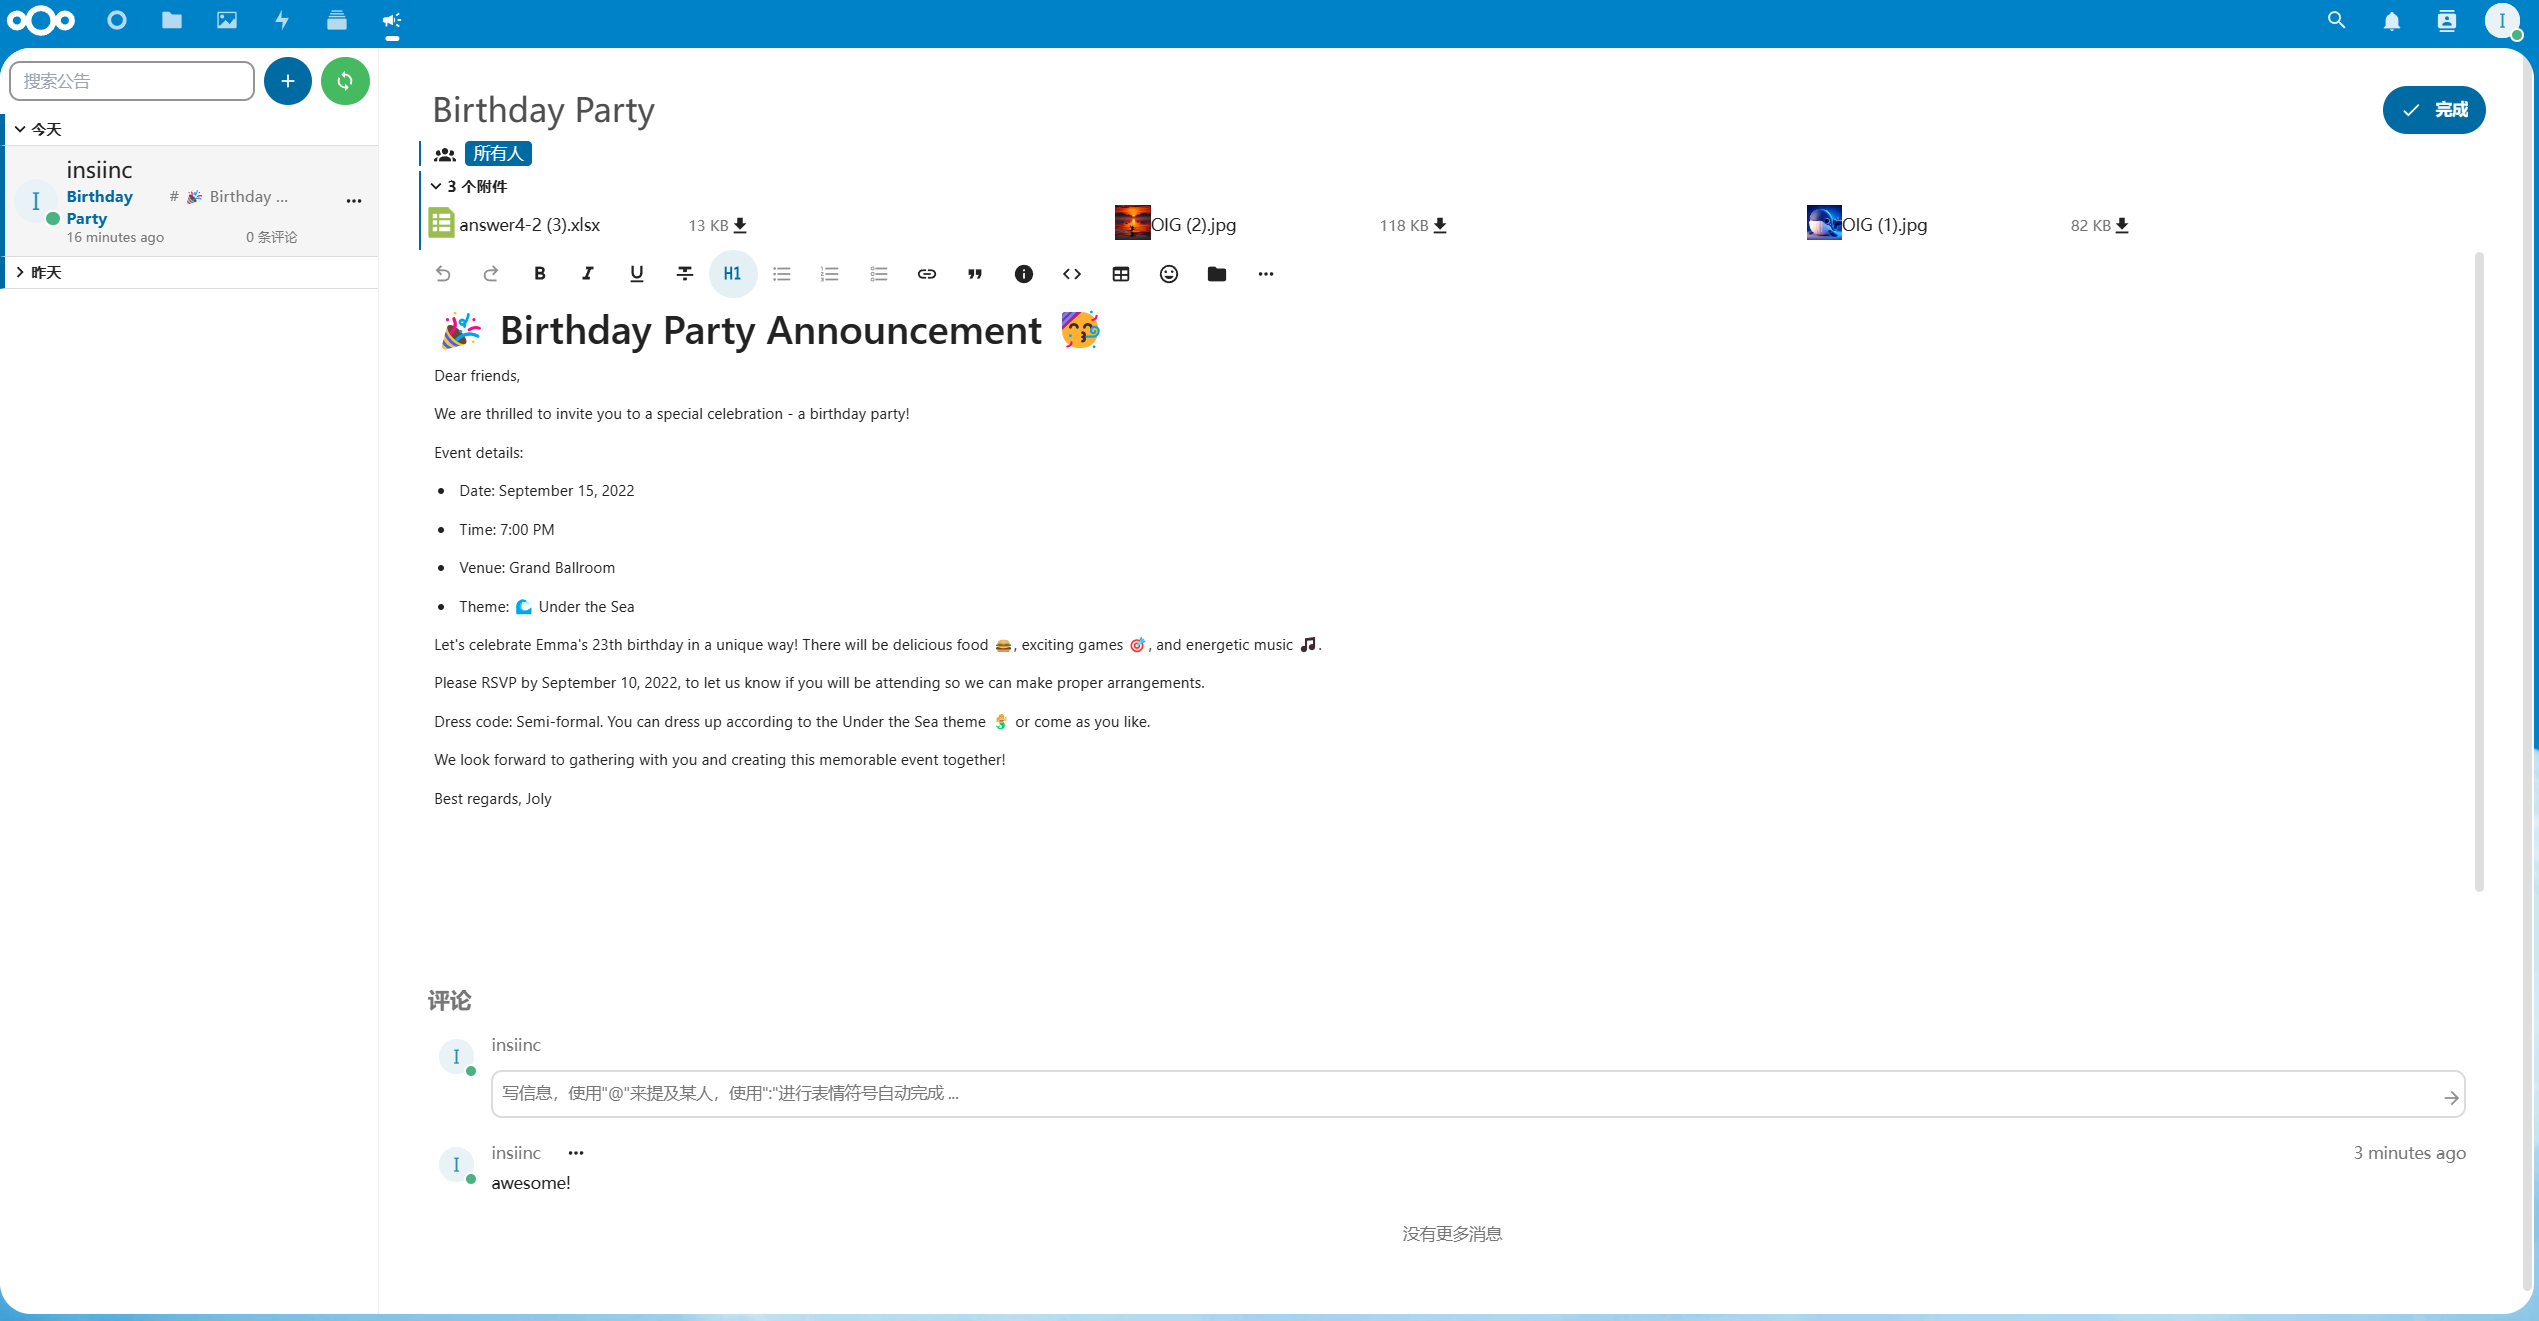 I
搜索公告
今天
insiinc
I
Birthday Party
# 🎉 Birthday ...
16 minutes ago
0 条评论
昨天
Birthday Party
完成
所有人
3 个附件
answer4-2 (3).xlsx 13 KB
OIG (2).jpg 118 KB
OIG (1).jpg 82 KB
B I U S H1
🎉 Birthday Party Announcement 🥳
Dear friends,
We are thrilled to invite you to a special celebration - a birthday party!
Event details:
• Date: September 15, 2022
• Time: 7:00 PM
• Venue: Grand Ballroom
• Theme: 🌊 Under the Sea
Let's celebrate Emma's 23th birthday in a unique way! There will be delicious food 🍔, exciting games 🎯, and energetic music 🎵.
Please RSVP by September 10, 2022, to let us know if you will be attending so we can make proper arrangements.
Dress code: Semi-formal. You can dress up according to the Under the Sea theme 🧜‍♀️ or come as you like.
We look forward to gathering with you and creating this memorable event together!
Best regards, Joly
评论
I
insiinc
写信息，使用"@"来提及某人，使用":"进行表情符号自动完成 ...
I
insiinc
3 minutes ago
awesome!
没有更多消息